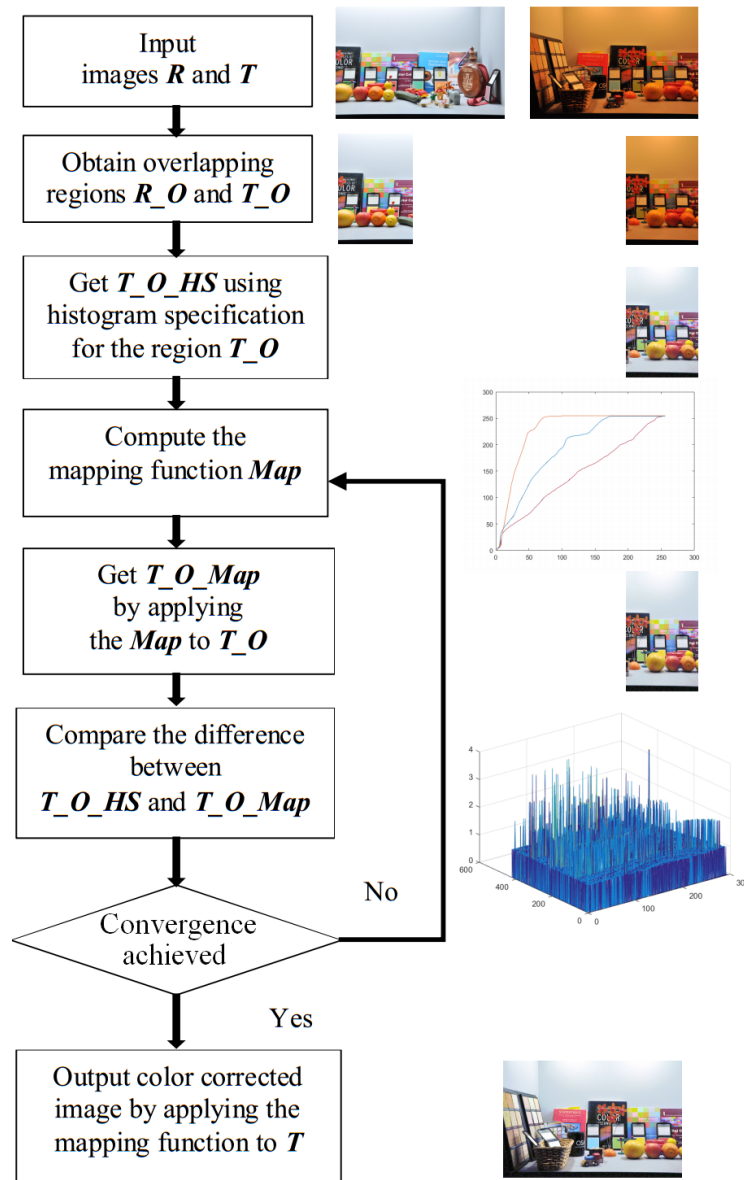 Input
images R and T
Obtain overlapping
regions R_O and T_O
Get T_O_HS using
histogram specification
for the region T_O
Compute the
mapping function Map
300
250
200
150
100
50
0
0 50 100 150 200 250 300
Get T_O_Map
by applying
the Map to T_O
Compare the difference
between
T_O_HS and T_O_Map
4
3
2
1
0
600
400
200
0
0
100
200
30
No
Convergence
achieved
Yes
Output color corrected
image by applying the
mapping function to T
COLOR